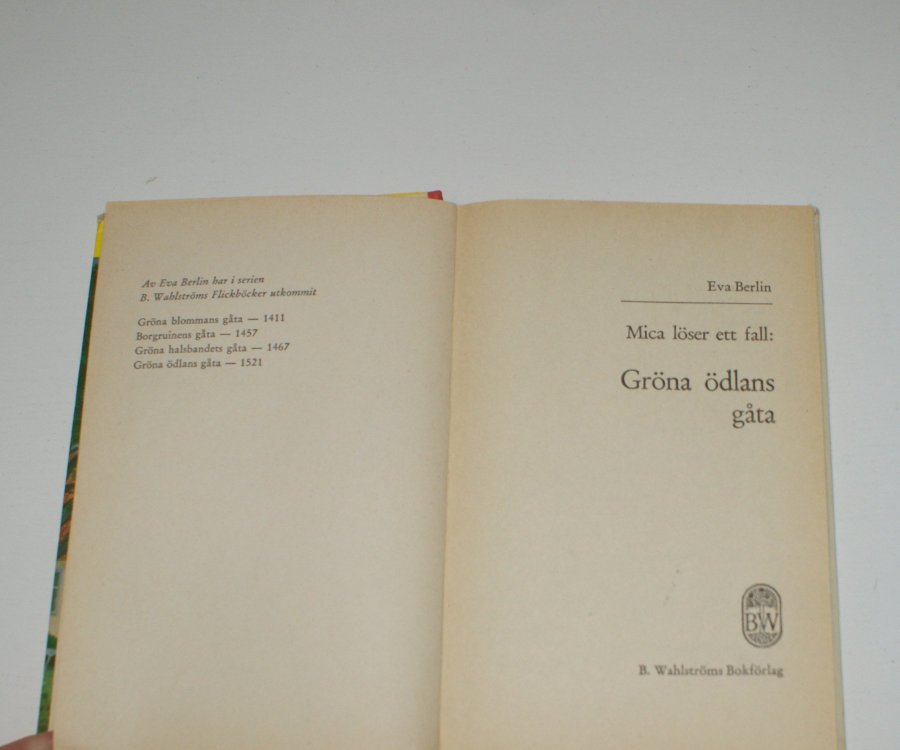 Av Eva Berlin har i serien
B. Wahlströms Flickböcker utkommit
Gröna blommans gåta — 1411
Borgruinens gåta — 1457
Gröna halsbandets gåta — 1467
Gröna ödlans gåta — 1521
Eva Berlin
Mica löser ett fall:
Gröna ödlans
gåta
BW
B. Wahlströms Bokförlag